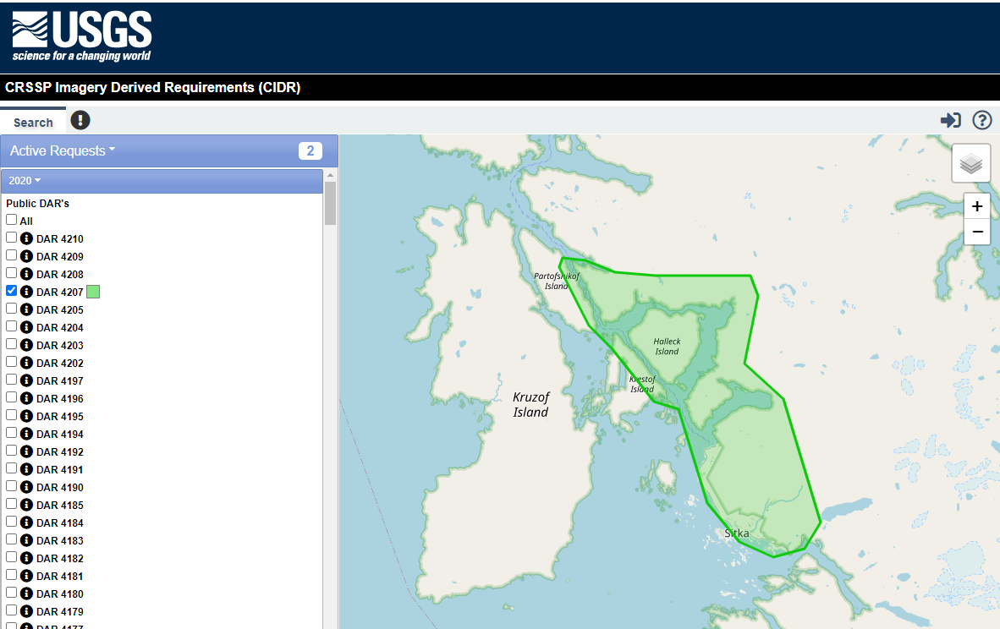 USGS
science for a changing world
CRSSP Imagery Derived Requirements (CIDR)
Search
Active Requests
2
2020
Public DAR's
All
DAR 4210
DAR 4209
DAR 4208
DAR 4207
DAR 4205
DAR 4204
DAR 4203
DAR 4202
DAR 4197
DAR 4196
DAR 4195
DAR 4194
DAR 4192
DAR 4191
DAR 4190
DAR 4185
DAR 4184
DAR 4183
DAR 4182
DAR 4181
DAR 4180
DAR 4179
DAR 4177
+
−
Partofshikof
Island
Halleck
Island
Krestof
Island
Kruzof
Island
Sitka